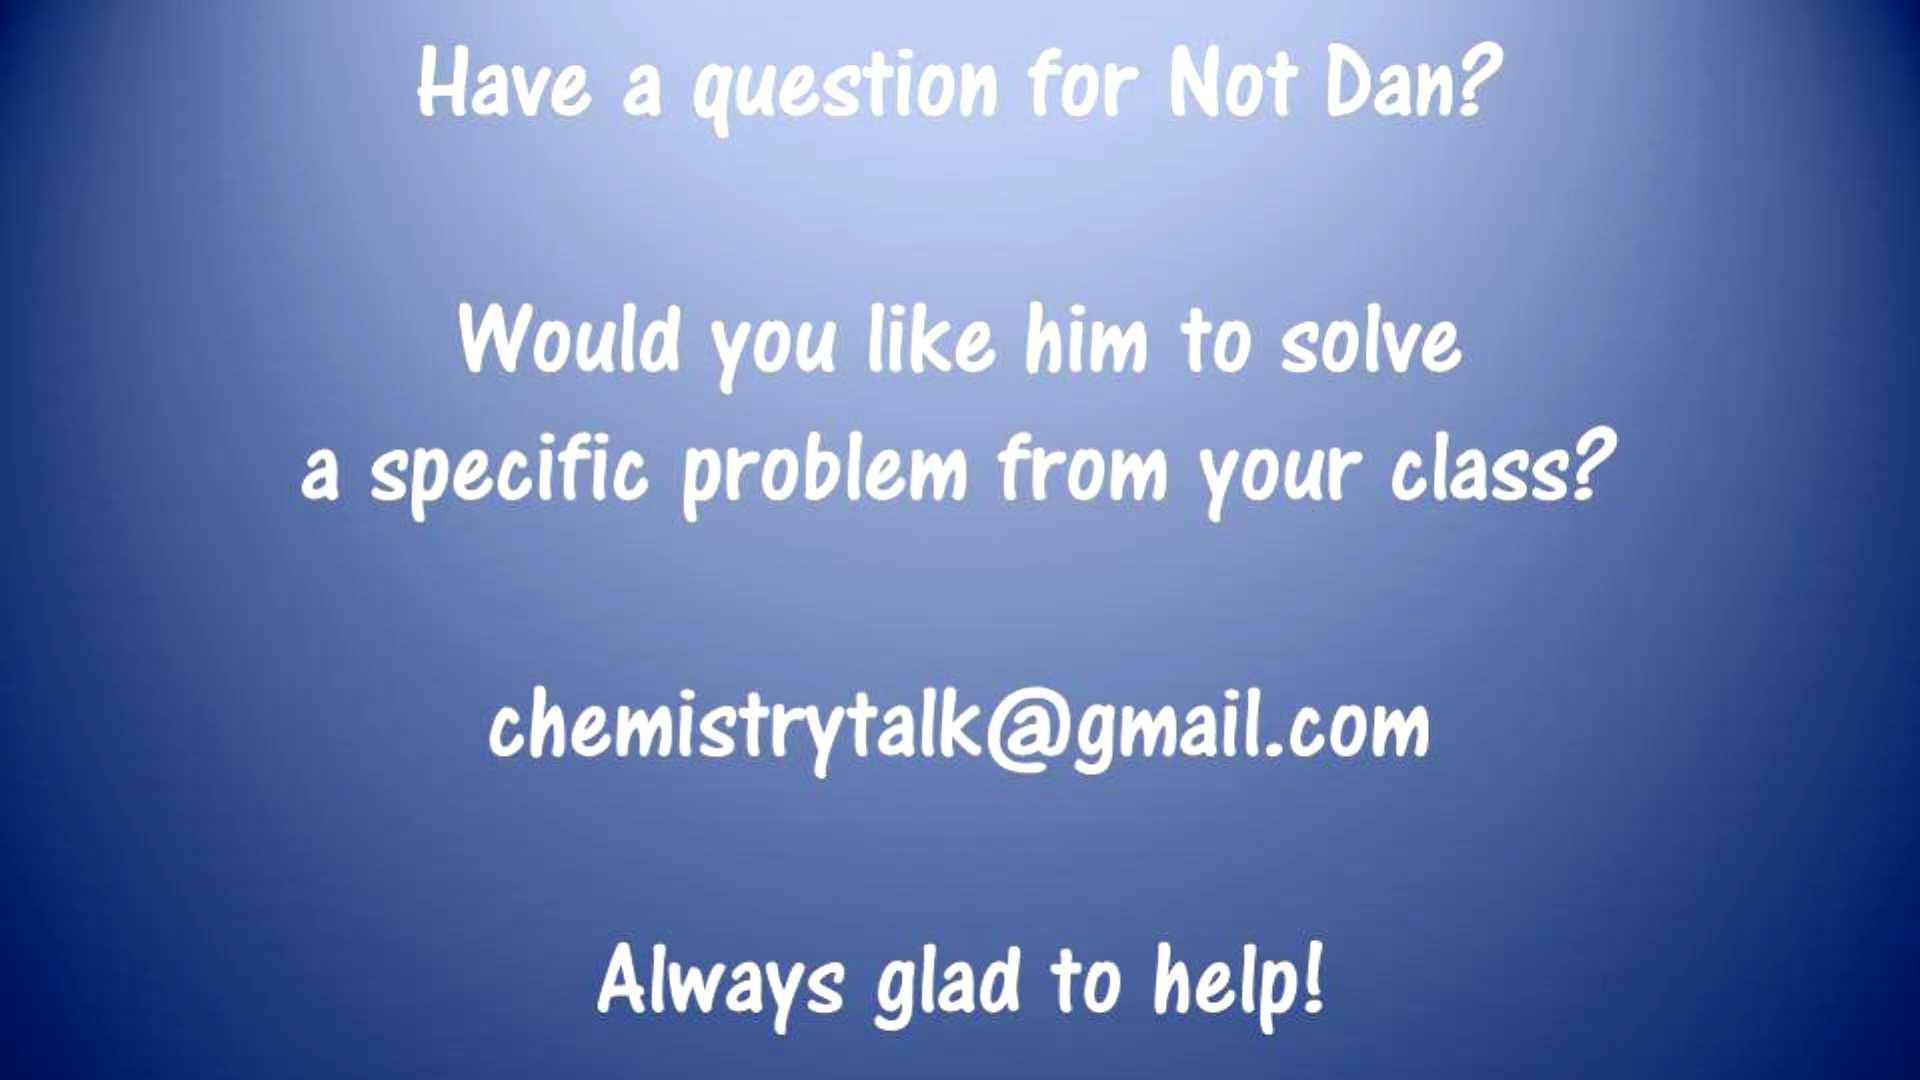 Have a question for Not Dan?
Would you like him to solve
a specific problem from your class?
chemistrytalk@gmail.com
Always glad to help!